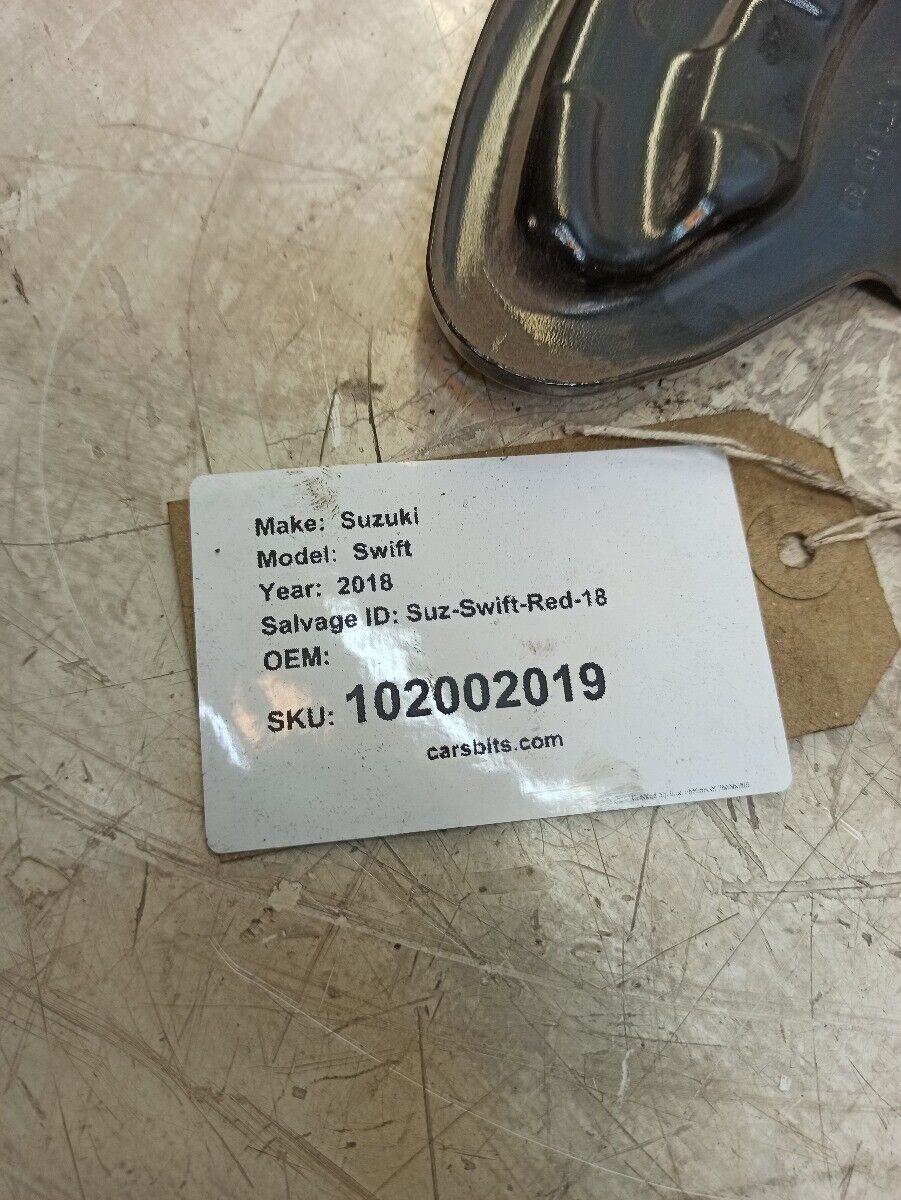 Make: Suzuki
Model: Swift
Year: 2018
Salvage ID: Suz-Swift-Red-18
OEM:
SKU: 102002019
carsbits.com